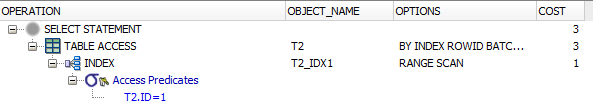 OPERATION OBJECT_NAME OPTIONS COST
SELECT STATEMENT 3
TABLE ACCESS T2 BY INDEX ROWID BATC... 3
INDEX T2_IDX1 RANGE SCAN 1
Access Predicates
T2.ID=1